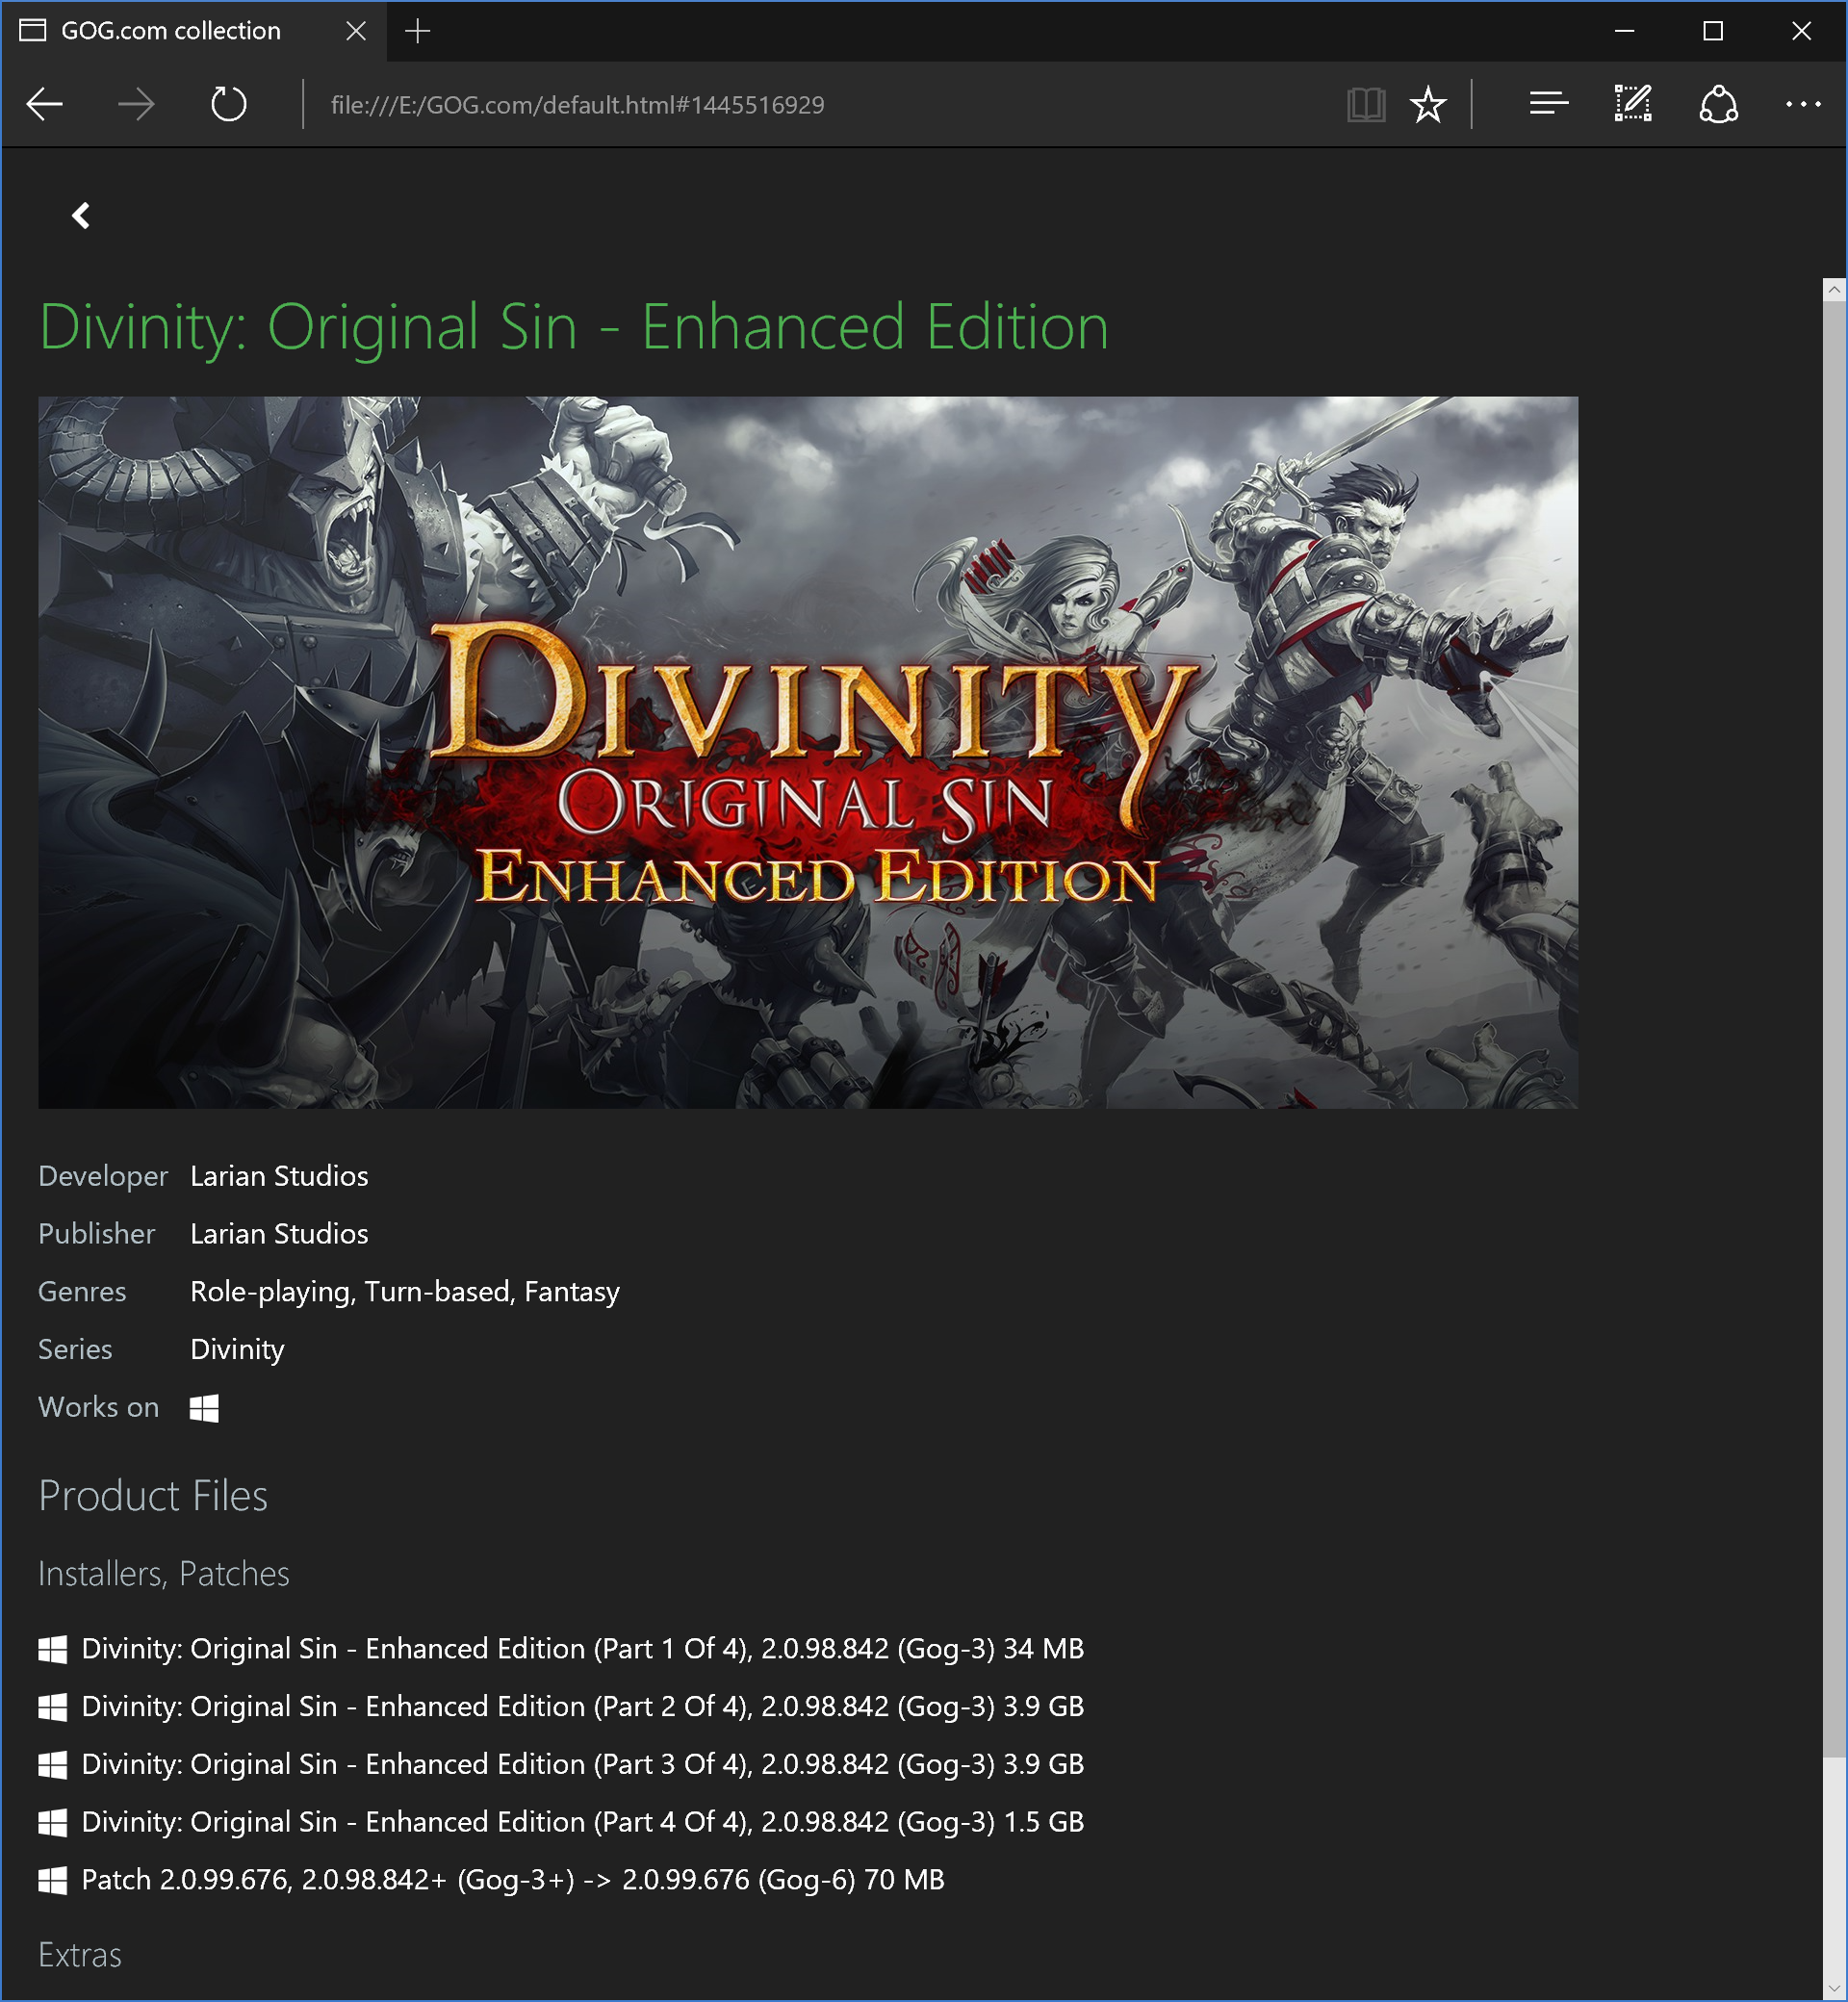 GOG.com collection
file:///E:/GOG.com/default.html#1445516929
Divinity: Original Sin - Enhanced Edition
DIVINITY
ORIGINAL SIN
ENHANCED EDITION
Developer Larian Studios
Publisher Larian Studios
Genres Role-playing, Turn-based, Fantasy
Series Divinity
Works on
Product Files
Installers, Patches
Divinity: Original Sin - Enhanced Edition (Part 1 Of 4), 2.0.98.842 (Gog-3) 34 MB
Divinity: Original Sin - Enhanced Edition (Part 2 Of 4), 2.0.98.842 (Gog-3) 3.9 GB
Divinity: Original Sin - Enhanced Edition (Part 3 Of 4), 2.0.98.842 (Gog-3) 3.9 GB
Divinity: Original Sin - Enhanced Edition (Part 4 Of 4), 2.0.98.842 (Gog-3) 1.5 GB
Patch 2.0.99.676, 2.0.98.842+ (Gog-3+) -> 2.0.99.676 (Gog-6) 70 MB
Extras